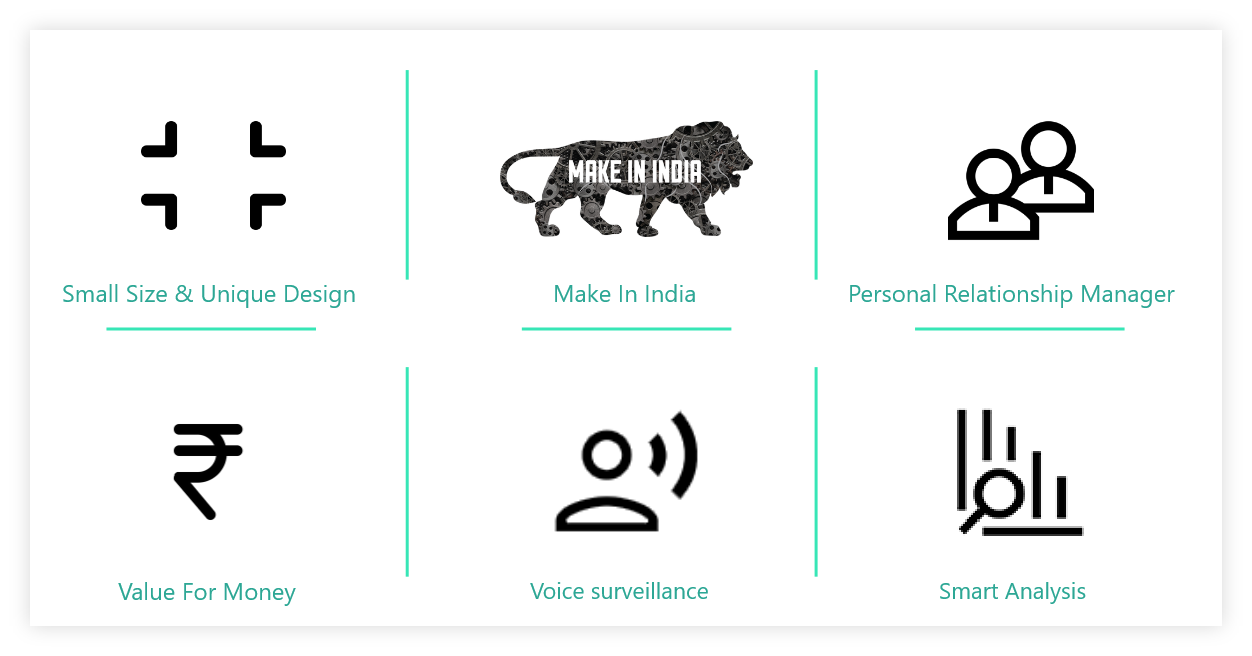 MAKE IN INDIA
Small Size & Unique Design
Make In India
Personal Relationship Manager
Value For Money
Voice surveillance
Smart Analysis